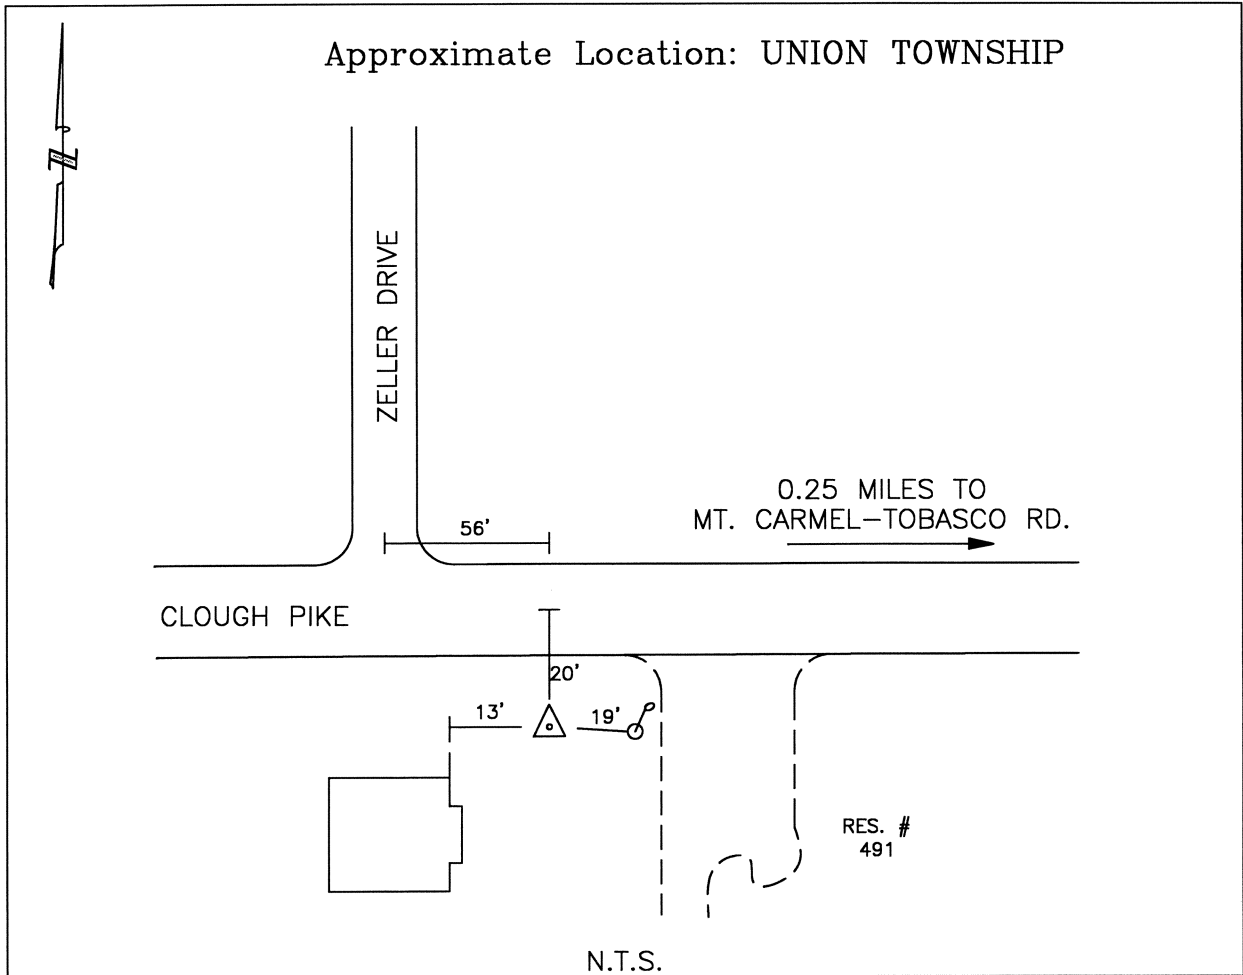 Approximate Location: UNION TOWNSHIP
N
ZELLER DRIVE
0.25 MILES TO
MT. CARMEL-TOBASCO RD.
56'
CLOUGH PIKE
20'
13'
19'
RES. #
491
N.T.S.